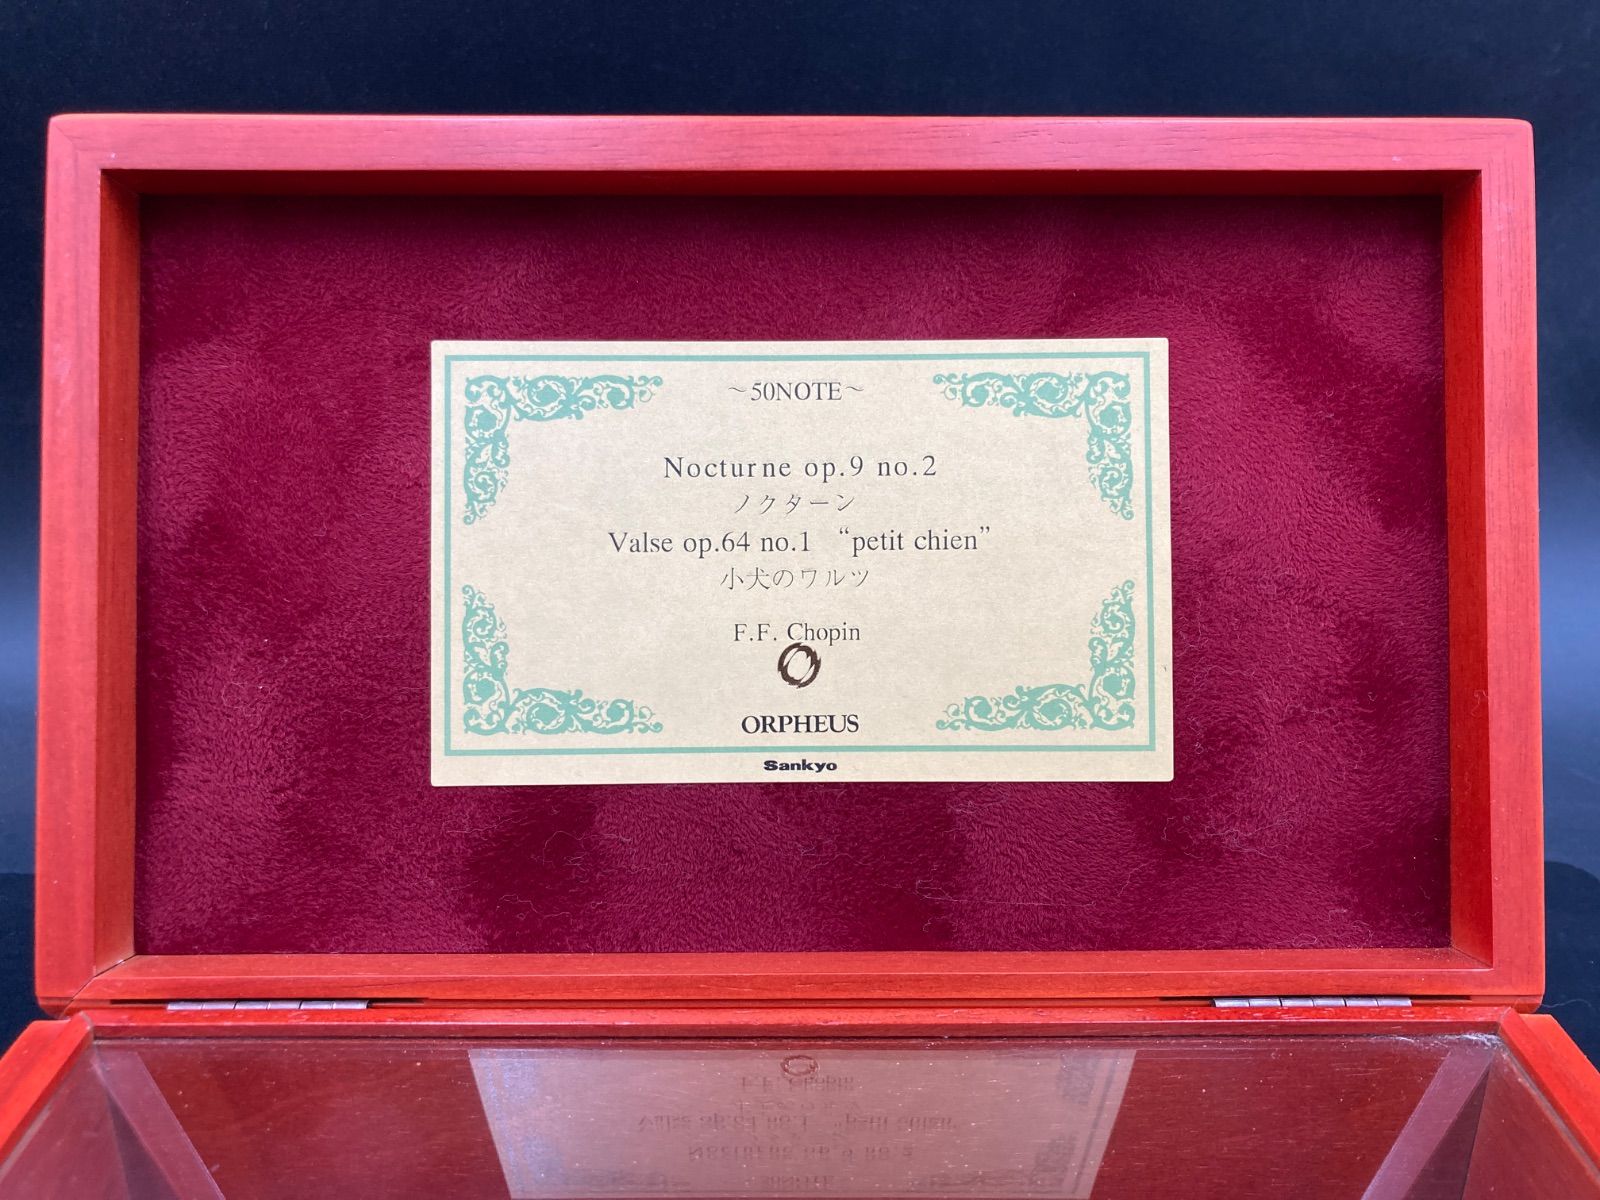 ～50NOTE～
Nocturne op.9 no.2
ノクターン
Valse op.64 no.1 “petit chien”
小犬のワルツ
F.F. Chopin
ORPHEUS
Sankyo